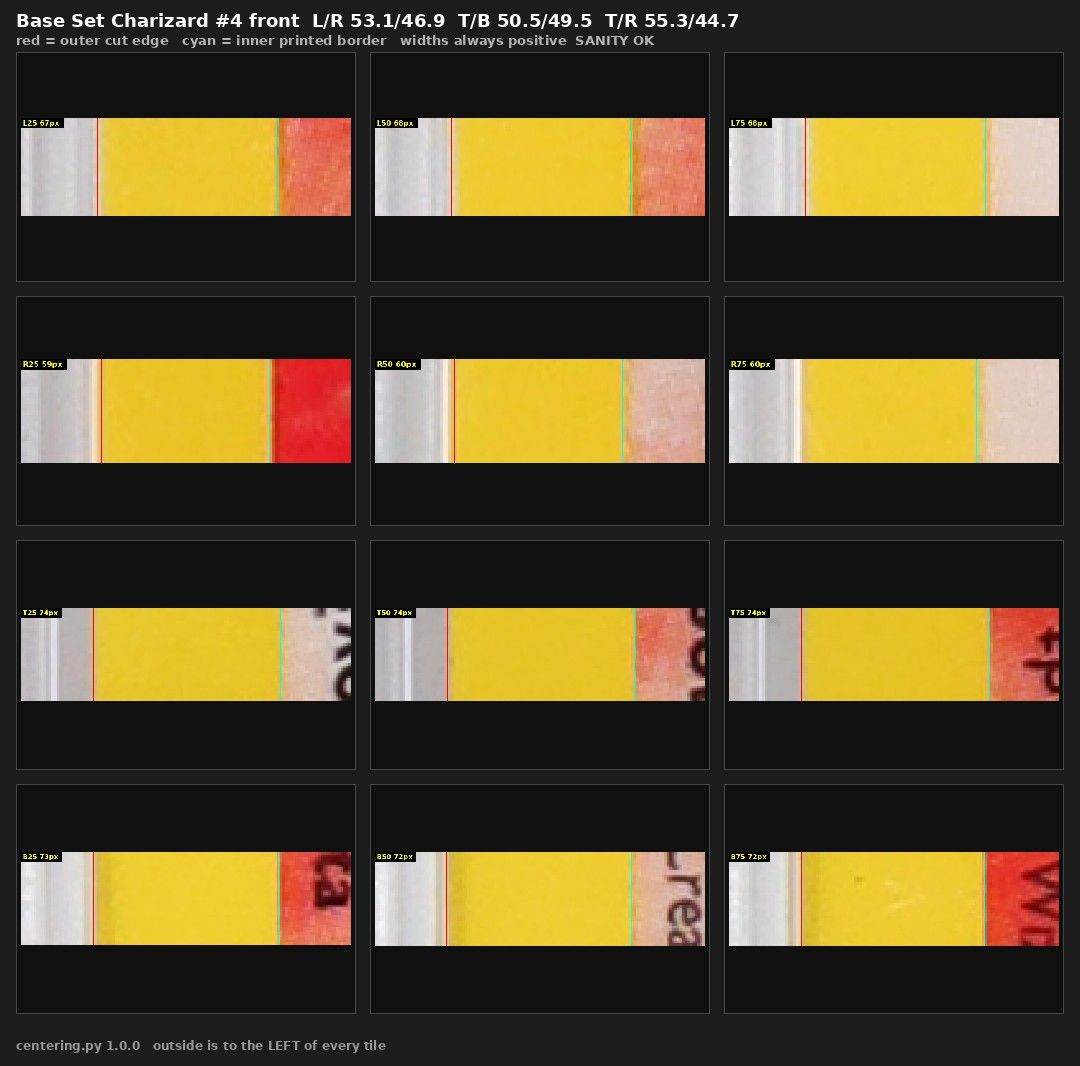 Base Set Charizard #4 front  L/R 53.1/46.9  T/B 50.5/49.5  T/R 55.3/44.7
red = outer cut edge   cyan = inner printed border   widths always positive  SANITY OK
L25 67px
L50 68px
L75 68px
R25 59px
R50 60px
R75 60px
T25 74px
T50 74px
T75 74px
tp
B25 73px
B50 72px
B75 72px
ta
rea
centering.py 1.0.0   outside is to the LEFT of every tile